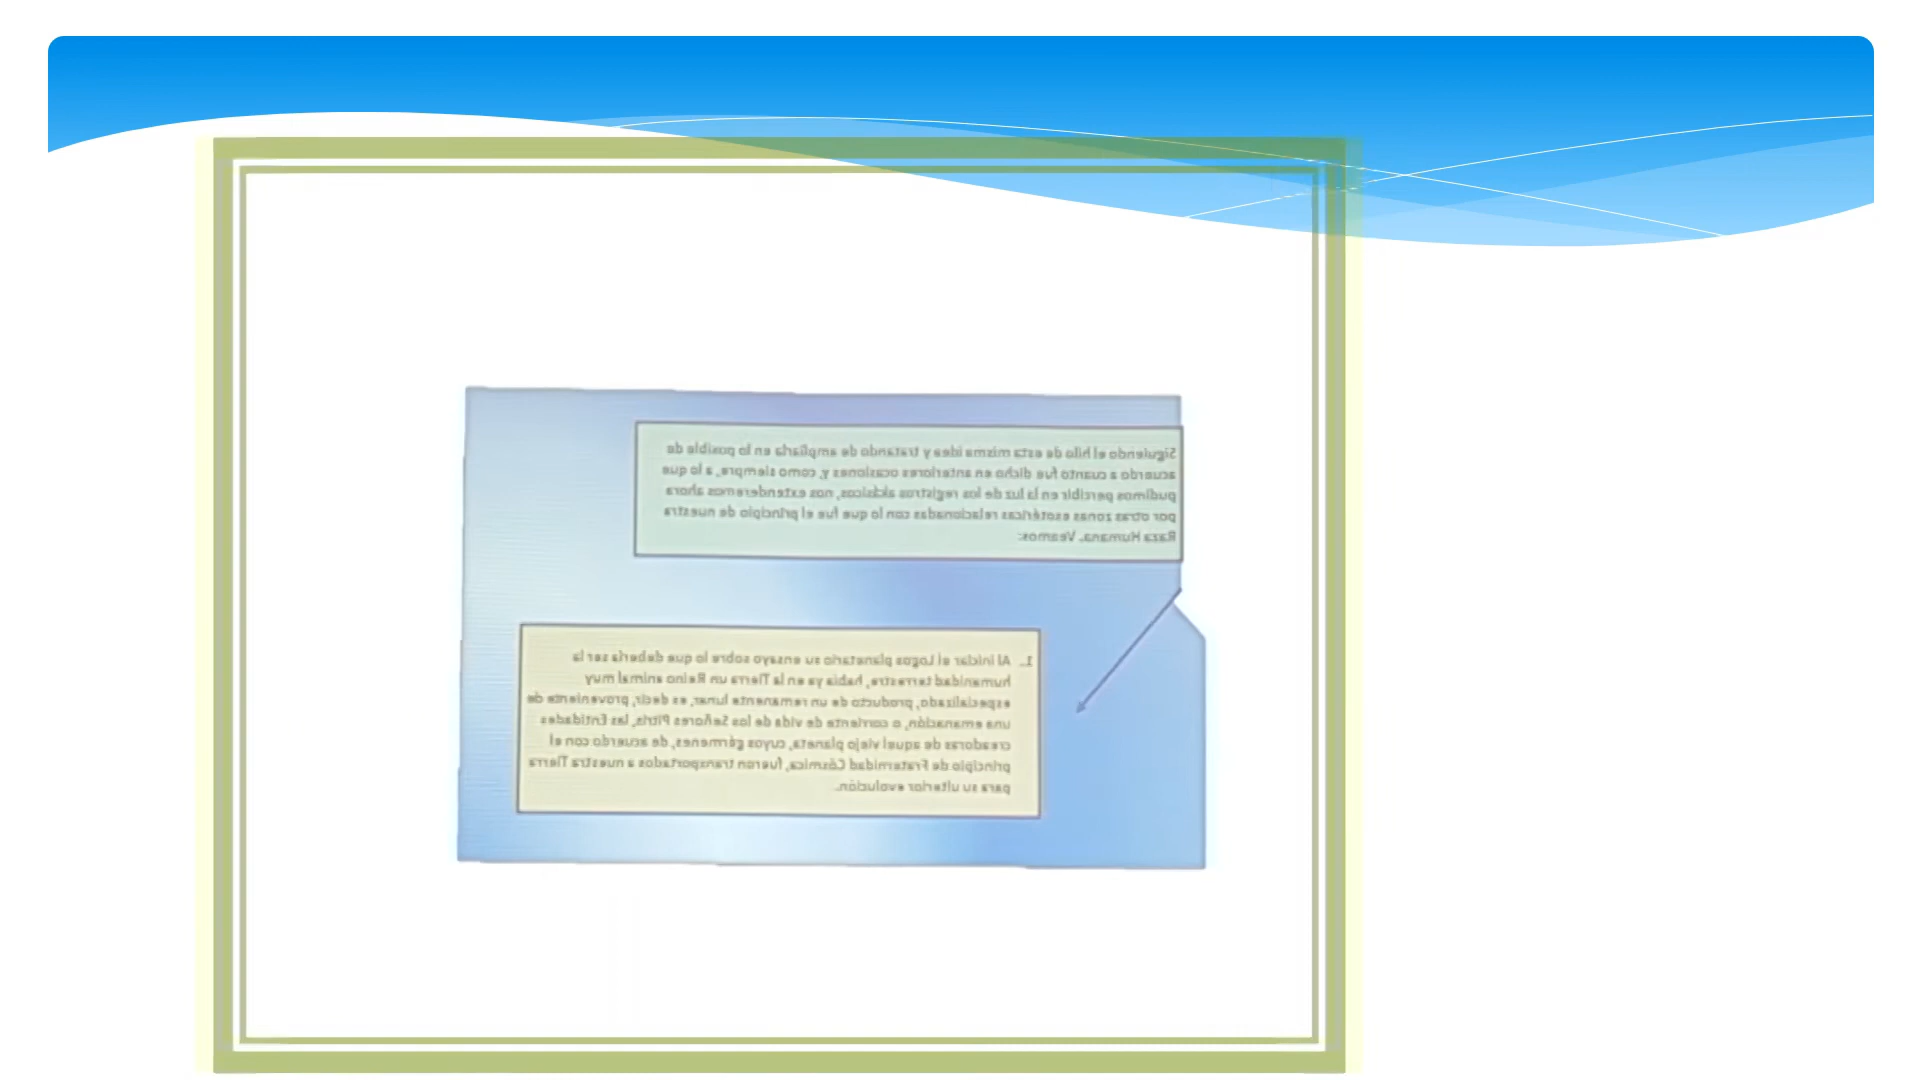 Siguiendo el hilo de esta misma idea y tratando de ampliarla en lo posible de
acuerdo a cuanto fue dicho en anteriores ocasiones y, como siempre, a lo que
pudimos percibir en la luz de los registros akásicos, nos extenderemos ahora
por otras zonas esotéricas relacionadas con lo que fue el principio de nuestra
Raza Humana. Veamos:
1. Al iniciar el Logos planetario su ensayo sobre lo que debería ser la
humanidad terrestre, había ya en la Tierra un Reino animal muy
especializado, producto de un remanente lunar, es decir, proveniente de
una emanación, o corriente de vida de los Señores Pitris, las Entidades
creadoras de aquel viejo planeta, cuyos gérmenes, de acuerdo con el
principio de Fraternidad Cósmica, fueron transportados a nuestra Tierra
para su ulterior evolución.